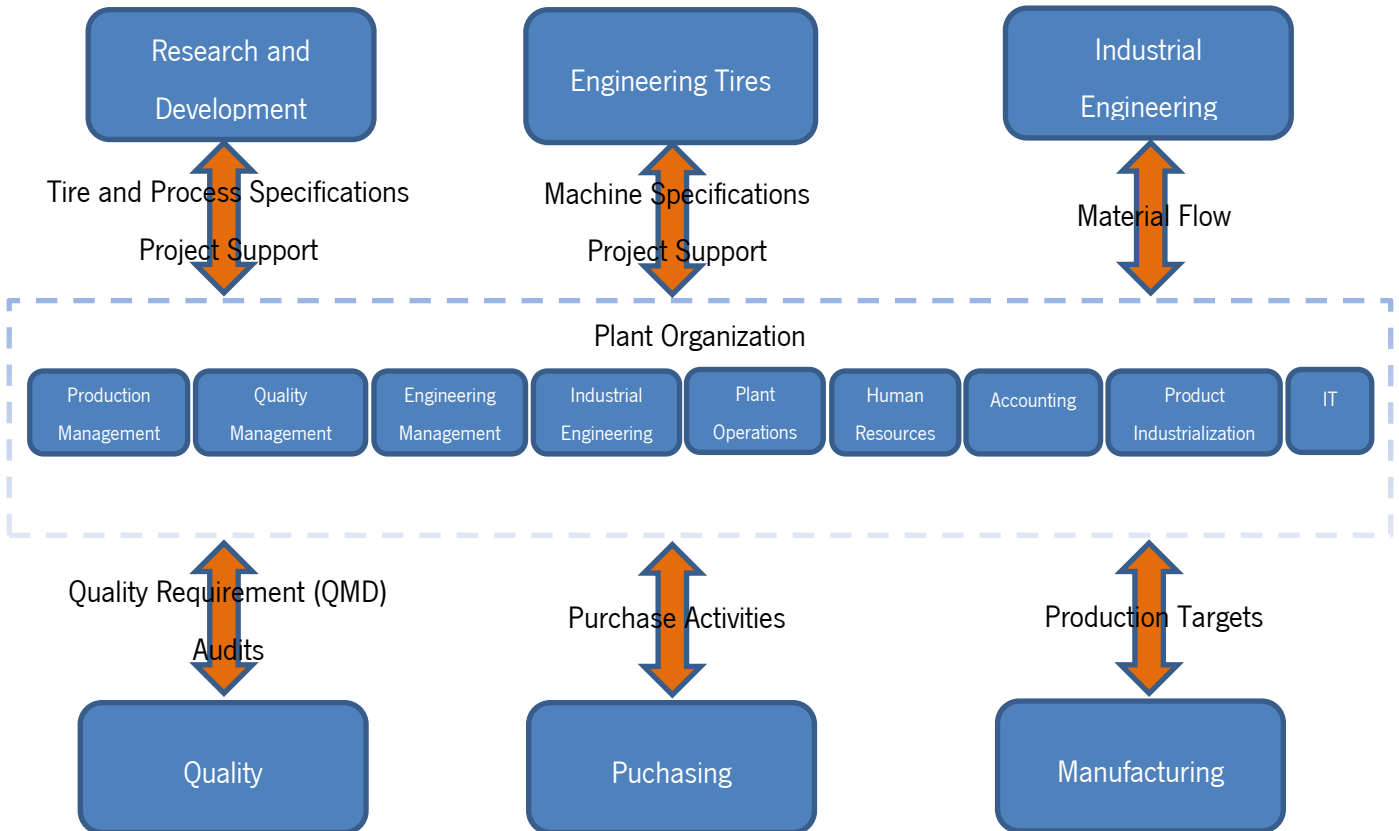 Research and
Development
Engineering Tires
Industrial
Engineering
Tire and Process Specifications
Project Support
Machine Specifications
Project Support
Material Flow
Plant Organization
Production
Management
Quality
Management
Engineering
Management
Industrial
Engineering
Plant
Operations
Human
Resources
Accounting
Product
Industrialization
IT
Quality Requirement (QMD)
Audits
Purchase Activities
Production Targets
Quality
Puchasing
Manufacturing